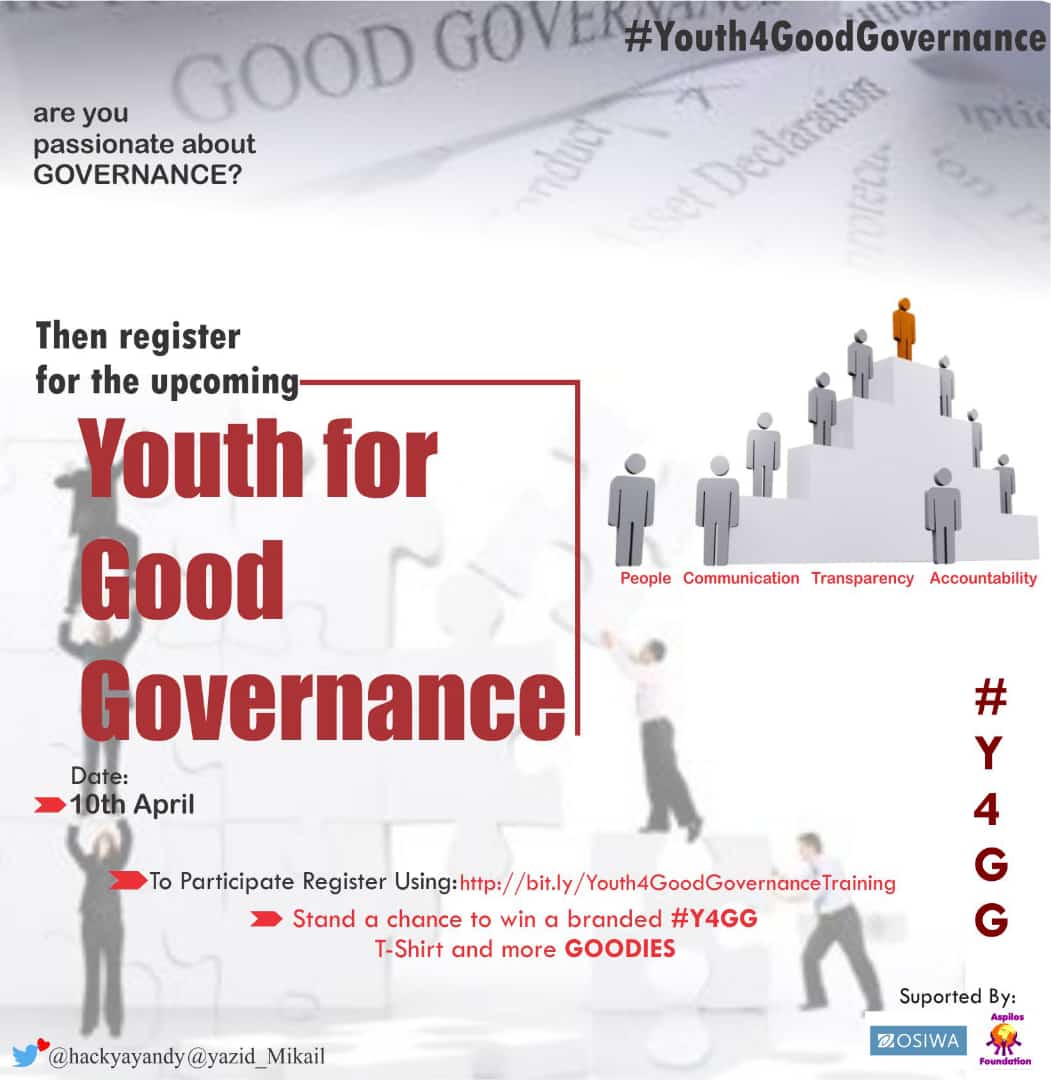 GOOD GOVERNANCE
#Youth4GoodGovernance
Asset Declaration
are you
passionate about
GOVERNANCE?
Then register
for the upcoming
Youth for
Good
Governance
People Communication Transparency Accountability
#
Y
4
G
G
Date:
10th April
To Participate Register Using:http://bit.ly/Youth4GoodGovernanceTraining
Stand a chance to win a branded #Y4GG
T-Shirt and more GOODIES
Suported By:
OSIWA
Aspilos
Foundation
@hackyayandy @yazid_Mikail